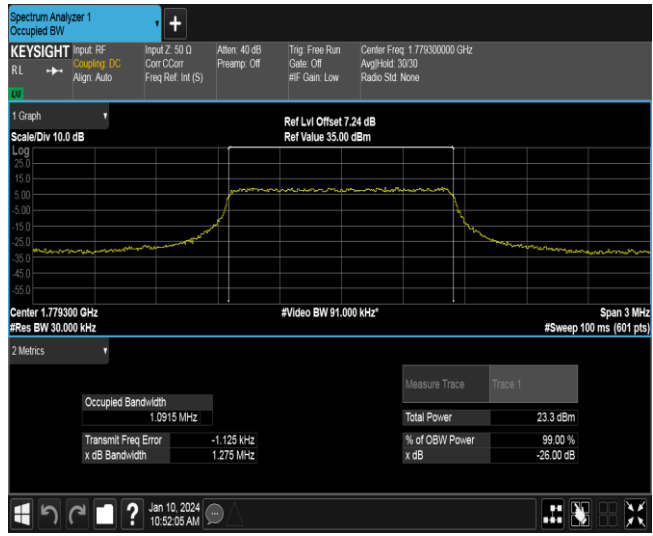 Spectrum Analyzer 1
Occupied BW
+
KEYSIGHT
RL
Input: RF
Coupling: DC
Align: Auto
Input Z: 50 Ω
Corr CCorr
Freq Ref: Int (S)
Atten: 40 dB
Preamp: Off
Trig: Free Run
Gate: Off
#IF Gain: Low
Center Freq: 1.779300000 GHz
Avg|Hold: 30/30
Radio Std: None
LXI
1 Graph
Scale/Div 10.0 dB
Ref Lvl Offset 7.24 dB
Ref Value 35.00 dBm
Log
25.0
15.0
5.00
-5.00
-15.0
-25.0
-35.0
-45.0
-55.0
Center 1.779300 GHz
#Video BW 91.000 kHz*
Span 3 MHz
#Res BW 30.000 kHz
#Sweep 100 ms (601 pts)
2 Metrics
Measure Trace
Trace 1
Occupied Bandwidth
1.0915 MHz
Total Power
23.3 dBm
Transmit Freq Error
-1.125 kHz
% of OBW Power
99.00 %
x dB Bandwidth
1.275 MHz
x dB
-26.00 dB
?
Jan 10, 2024
10:52:05 AM